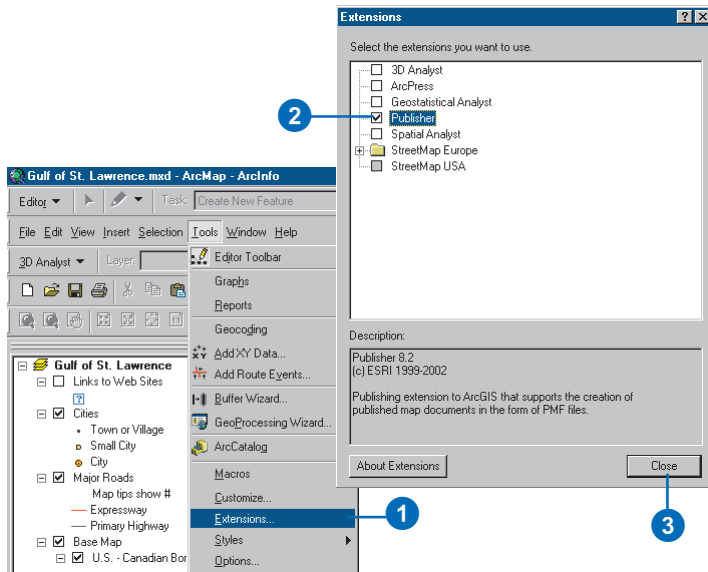 Extensions
Select the extensions you want to use.
3D Analyst
ArcPress
Geostatistical Analyst
Publisher
Spatial Analyst
StreetMap Europe
StreetMap USA
2
Description:
Publisher 8.2
(c) ESRI 1999-2002
Publishing extension to ArcGIS that supports the creation of
published map documents in the form of PMF files.
About Extensions
Close
3
Gulf of St. Lawrence.mxd - ArcMap - ArcInfo
Editor Task: Create New Feature
File Edit View Insert Selection Tools Window Help
3D Analyst Layer:
Editor Toolbar
Graphs
Reports
Geocoding
Add XY Data...
Add Route Events...
Buffer Wizard...
GeoProcessing Wizard...
ArcCatalog
Macros
Customize...
Extensions...
1
Styles
Options...
Gulf of St. Lawrence
Links to Web Sites
?
Cities
Town or Village
Small City
City
Major Roads
Map tips show #
Expressway
Primary Highway
Base Map
U.S. - Canadian Bor